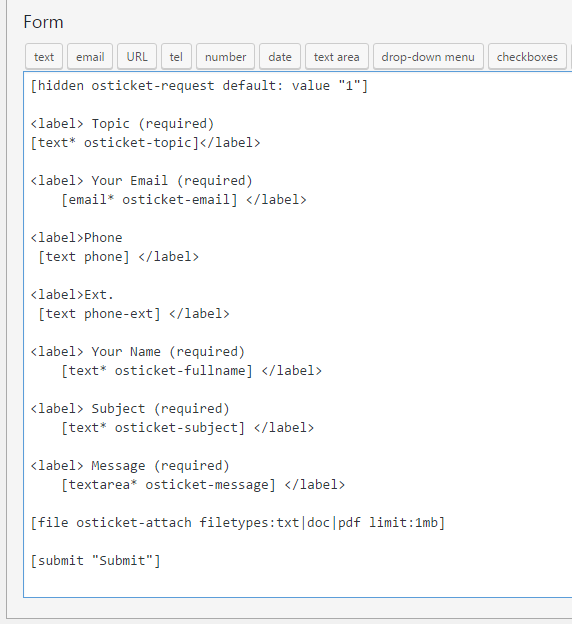 Form
text email URL tel number date text area drop-down menu checkboxes
[hidden osticket-request default: value "1"]
<label> Topic (required)
[text* osticket-topic]</label>
<label> Your Email (required)
[email* osticket-email] </label>
<label>Phone
[text phone] </label>
<label>Ext.
[text phone-ext] </label>
<label> Your Name (required)
[text* osticket-fullname] </label>
<label> Subject (required)
[text* osticket-subject] </label>
<label> Message (required)
[textarea* osticket-message] </label>
[file osticket-attach filetypes:txt|doc|pdf limit:1mb]
[submit "Submit"]